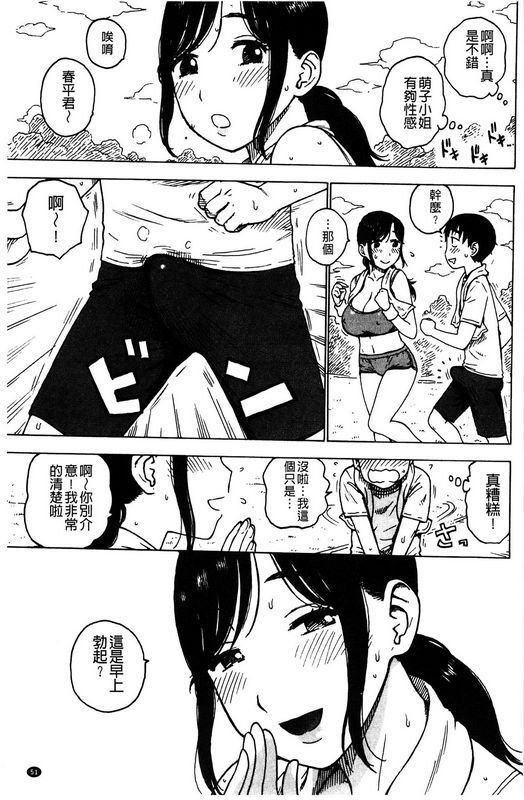 啊啊…真
是不錯
萌子小姐
有夠性感
ドキ
ドキ
唉唷
春平君～
幹麼？
…那個
啊～！
ビン
真糟糕！
サッ
沒啦…我這
個只是…
啊～你別介
意！我非常
的清楚啦
這是早上
勃起？
51